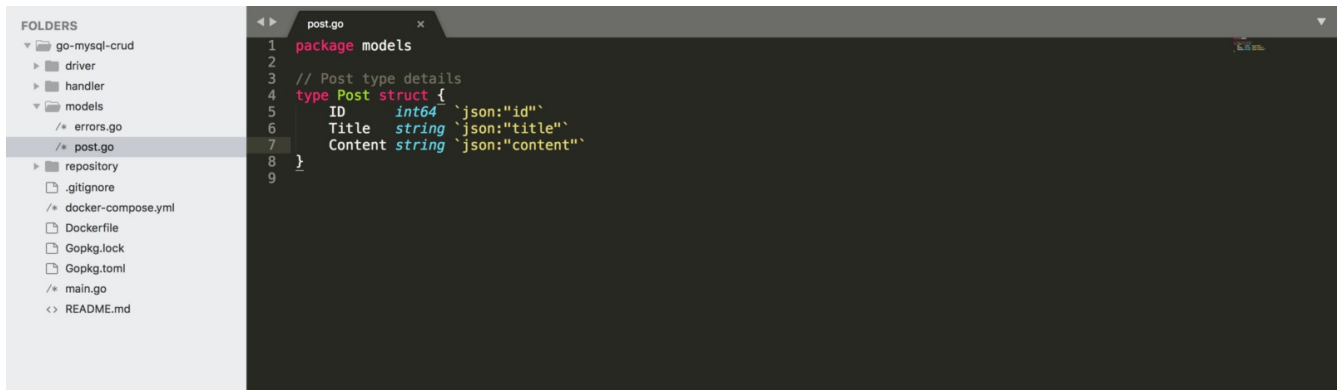 FOLDERS
go-mysql-crud
driver
handler
models
/* errors.go
/* post.go
repository
.gitignore
/* docker-compose.yml
Dockerfile
Gopkg.lock
Gopkg.toml
/* main.go
<> README.md
post.go ×
1 package models
2
3 // Post type details
4 type Post struct {
5     ID      int64  `json:"id"`
6     Title   string `json:"title"`
7     Content string `json:"content"`
8 }
9